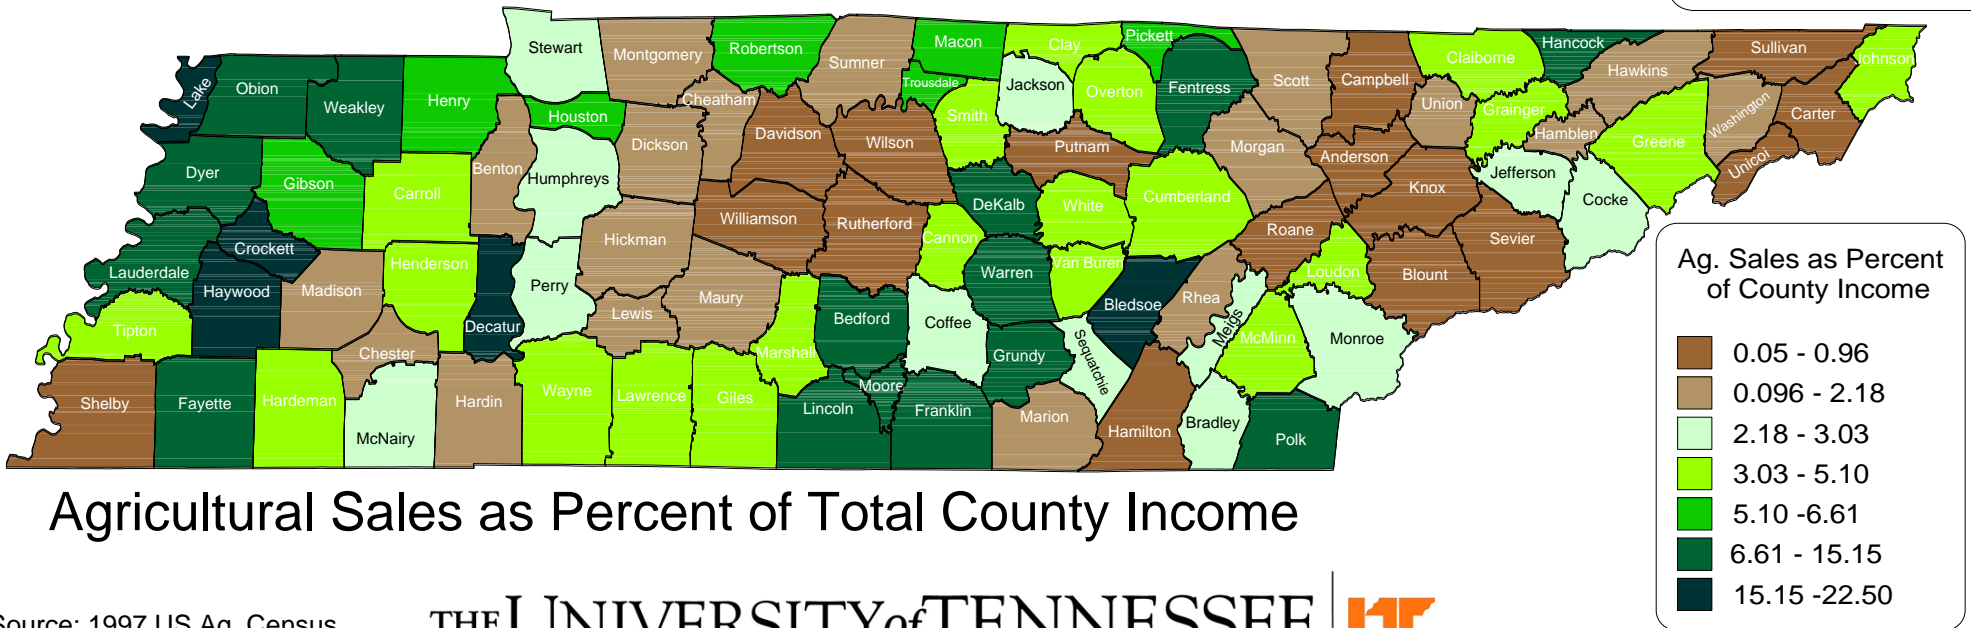 Stewart
Montgomery
Robertson
Sumner
Macon
Clay
Pickett
Scott
Campbell
Claiborne
Hancock
Hawkins
Sullivan
Johnson
Lake
Obion
Weakley
Henry
Houston
Cheatham
Trousdale
Jackson
Overton
Fentress
Union
Grainger
Washington
Carter
Benton
Dickson
Davidson
Wilson
Smith
Putnam
Morgan
Anderson
Hamblen
Greene
Unicoi
Dyer
Gibson
Carroll
Humphreys
Williamson
Rutherford
Cannon
DeKalb
White
Cumberland
Knox
Jefferson
Cocke
Crockett
Hickman
Roane
Sevier
Lauderdale
Haywood
Madison
Henderson
Decatur
Perry
Lewis
Maury
Warren
Van Buren
Bledsoe
Rhea
Loudon
Blount
Tipton
Chester
Marshall
Bedford
Coffee
Grundy
Sequatchie
Meigs
McMinn
Monroe
Shelby
Fayette
Hardeman
McNairy
Hardin
Wayne
Lawrence
Giles
Lincoln
Moore
Franklin
Marion
Hamilton
Bradley
Polk
Ag. Sales as Percent
of County Income
0.05 - 0.96
0.096 - 2.18
2.18 - 3.03
3.03 - 5.10
5.10 -6.61
6.61 - 15.15
15.15 -22.50
Agricultural Sales as Percent of Total County Income
Source: 1997 US Ag. Census
THE UNIVERSITY of TENNESSEE